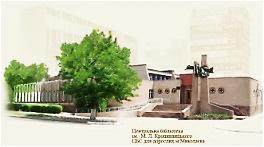 Центральна бібліотека
ім. М. Л. Кропивницького
ЦБС для дорослих м. Миколаєва